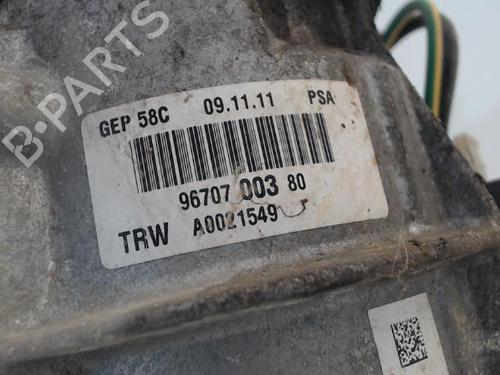 B-PARTS
GEP 58C 09.11.11 PSA
96707 003 80
TRW A0021549